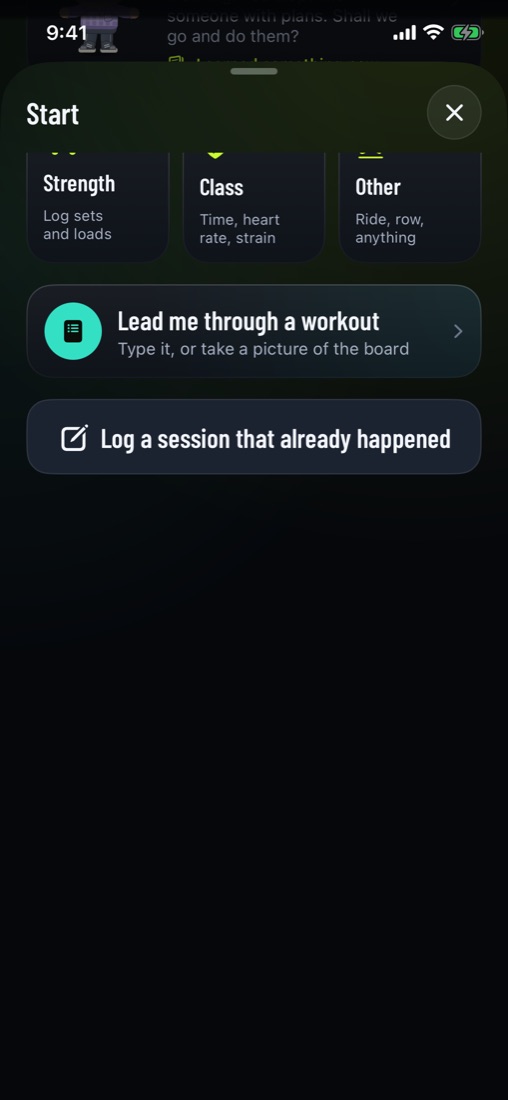 someone with plans. Shall we
9:41
go and do them?
Start
Strength
Log sets
and loads
Class
Time, heart
rate, strain
Other
Ride, row,
anything
Lead me through a workout
Type it, or take a picture of the board
Log a session that already happened